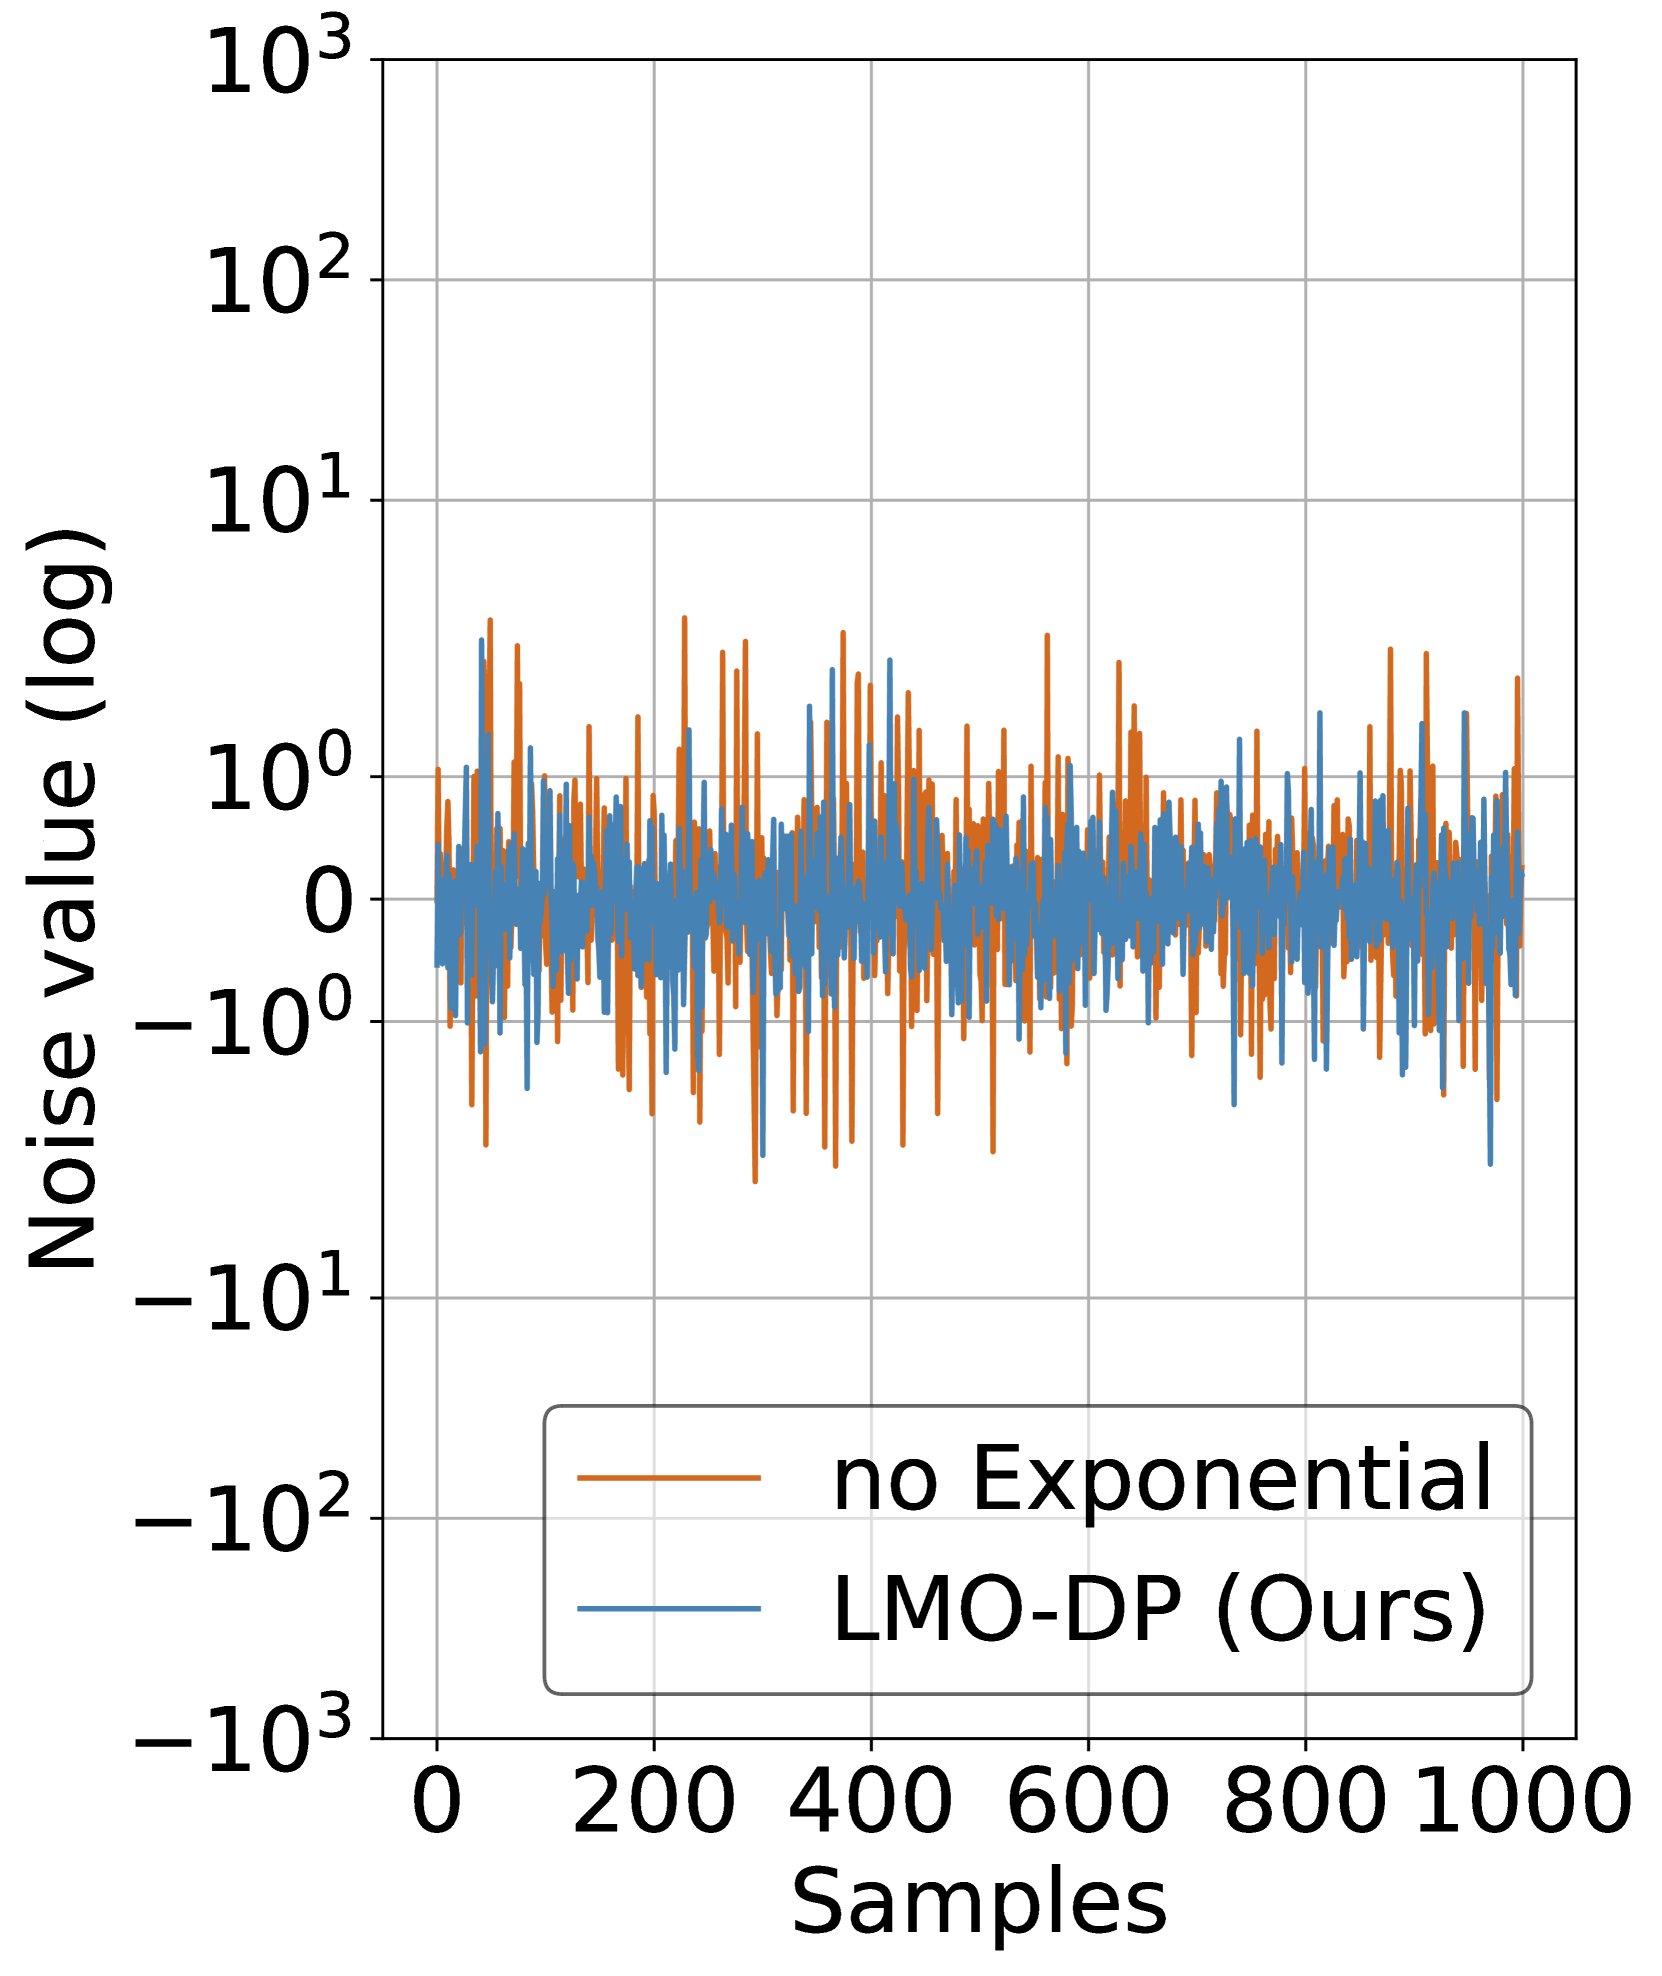 10³
10²
10¹
10⁰
0
−10⁰
−10¹
−10²
−10³
Noise value (log)
no Exponential
LMO-DP (Ours)
0 200 400 600 800 1000
Samples